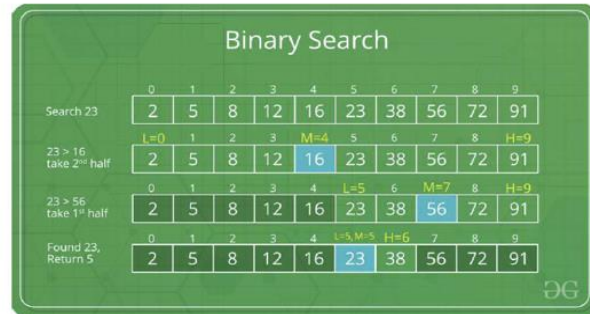 Binary Search
0 1 2 3 4 5 6 7 8 9
Search 23 2 5 8 12 16 23 38 56 72 91
L=0 1 2 3 M=4 5 6 7 8 H=9
23 > 16
take 2nd half 2 5 8 12 16 23 38 56 72 91
0 1 2 3 4 L=5 6 M=7 8 H=9
23 > 56
take 1st half 2 5 8 12 16 23 38 56 72 91
0 1 2 3 4 L=5, M=5 H=6 7 8 9
Found 23,
Return 5 2 5 8 12 16 23 38 56 72 91